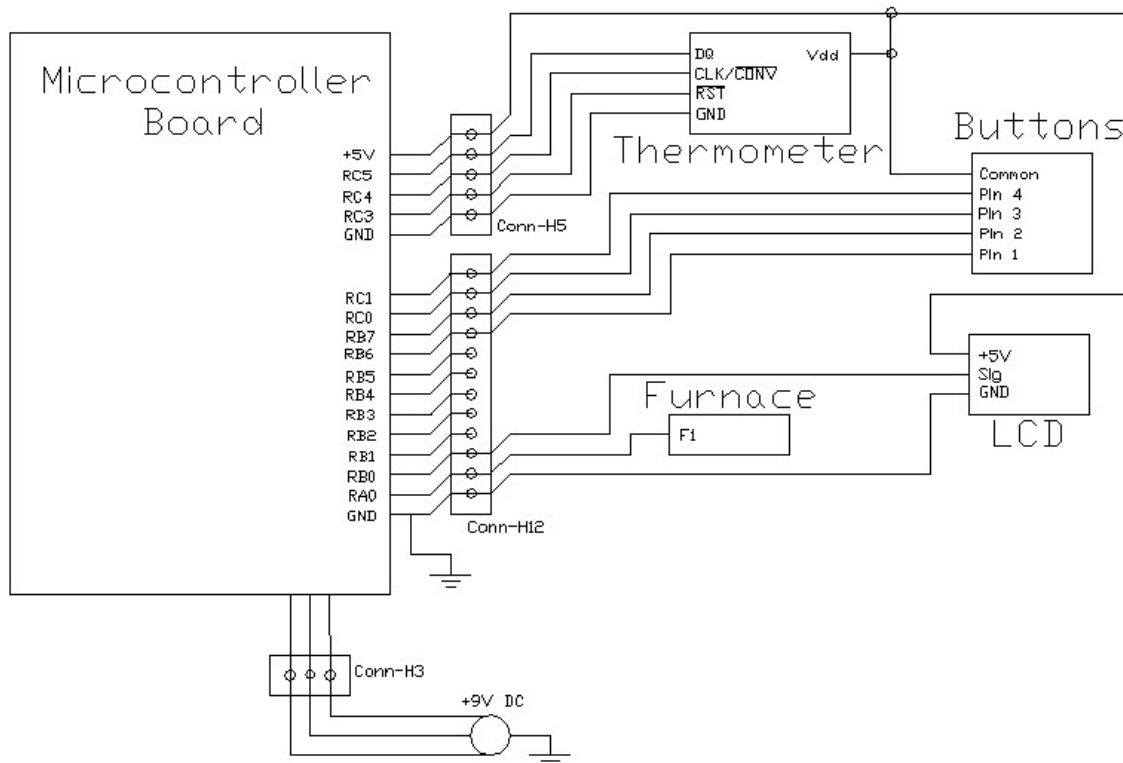 Microcontroller
Board
+5V
RC5
RC4
RC3
GND
RC1
RC0
RB7
RB6
RB5
RB4
RB3
RB2
RB1
RB0
RA0
GND
Conn-H5
Conn-H12
DQ
Vdd
CLK/CONV
RST
GND
Thermometer
Buttons
Common
Pin 4
Pin 3
Pin 2
Pin 1
+5V
Sig
GND
LCD
Furnace
F1
Conn-H3
+9V DC